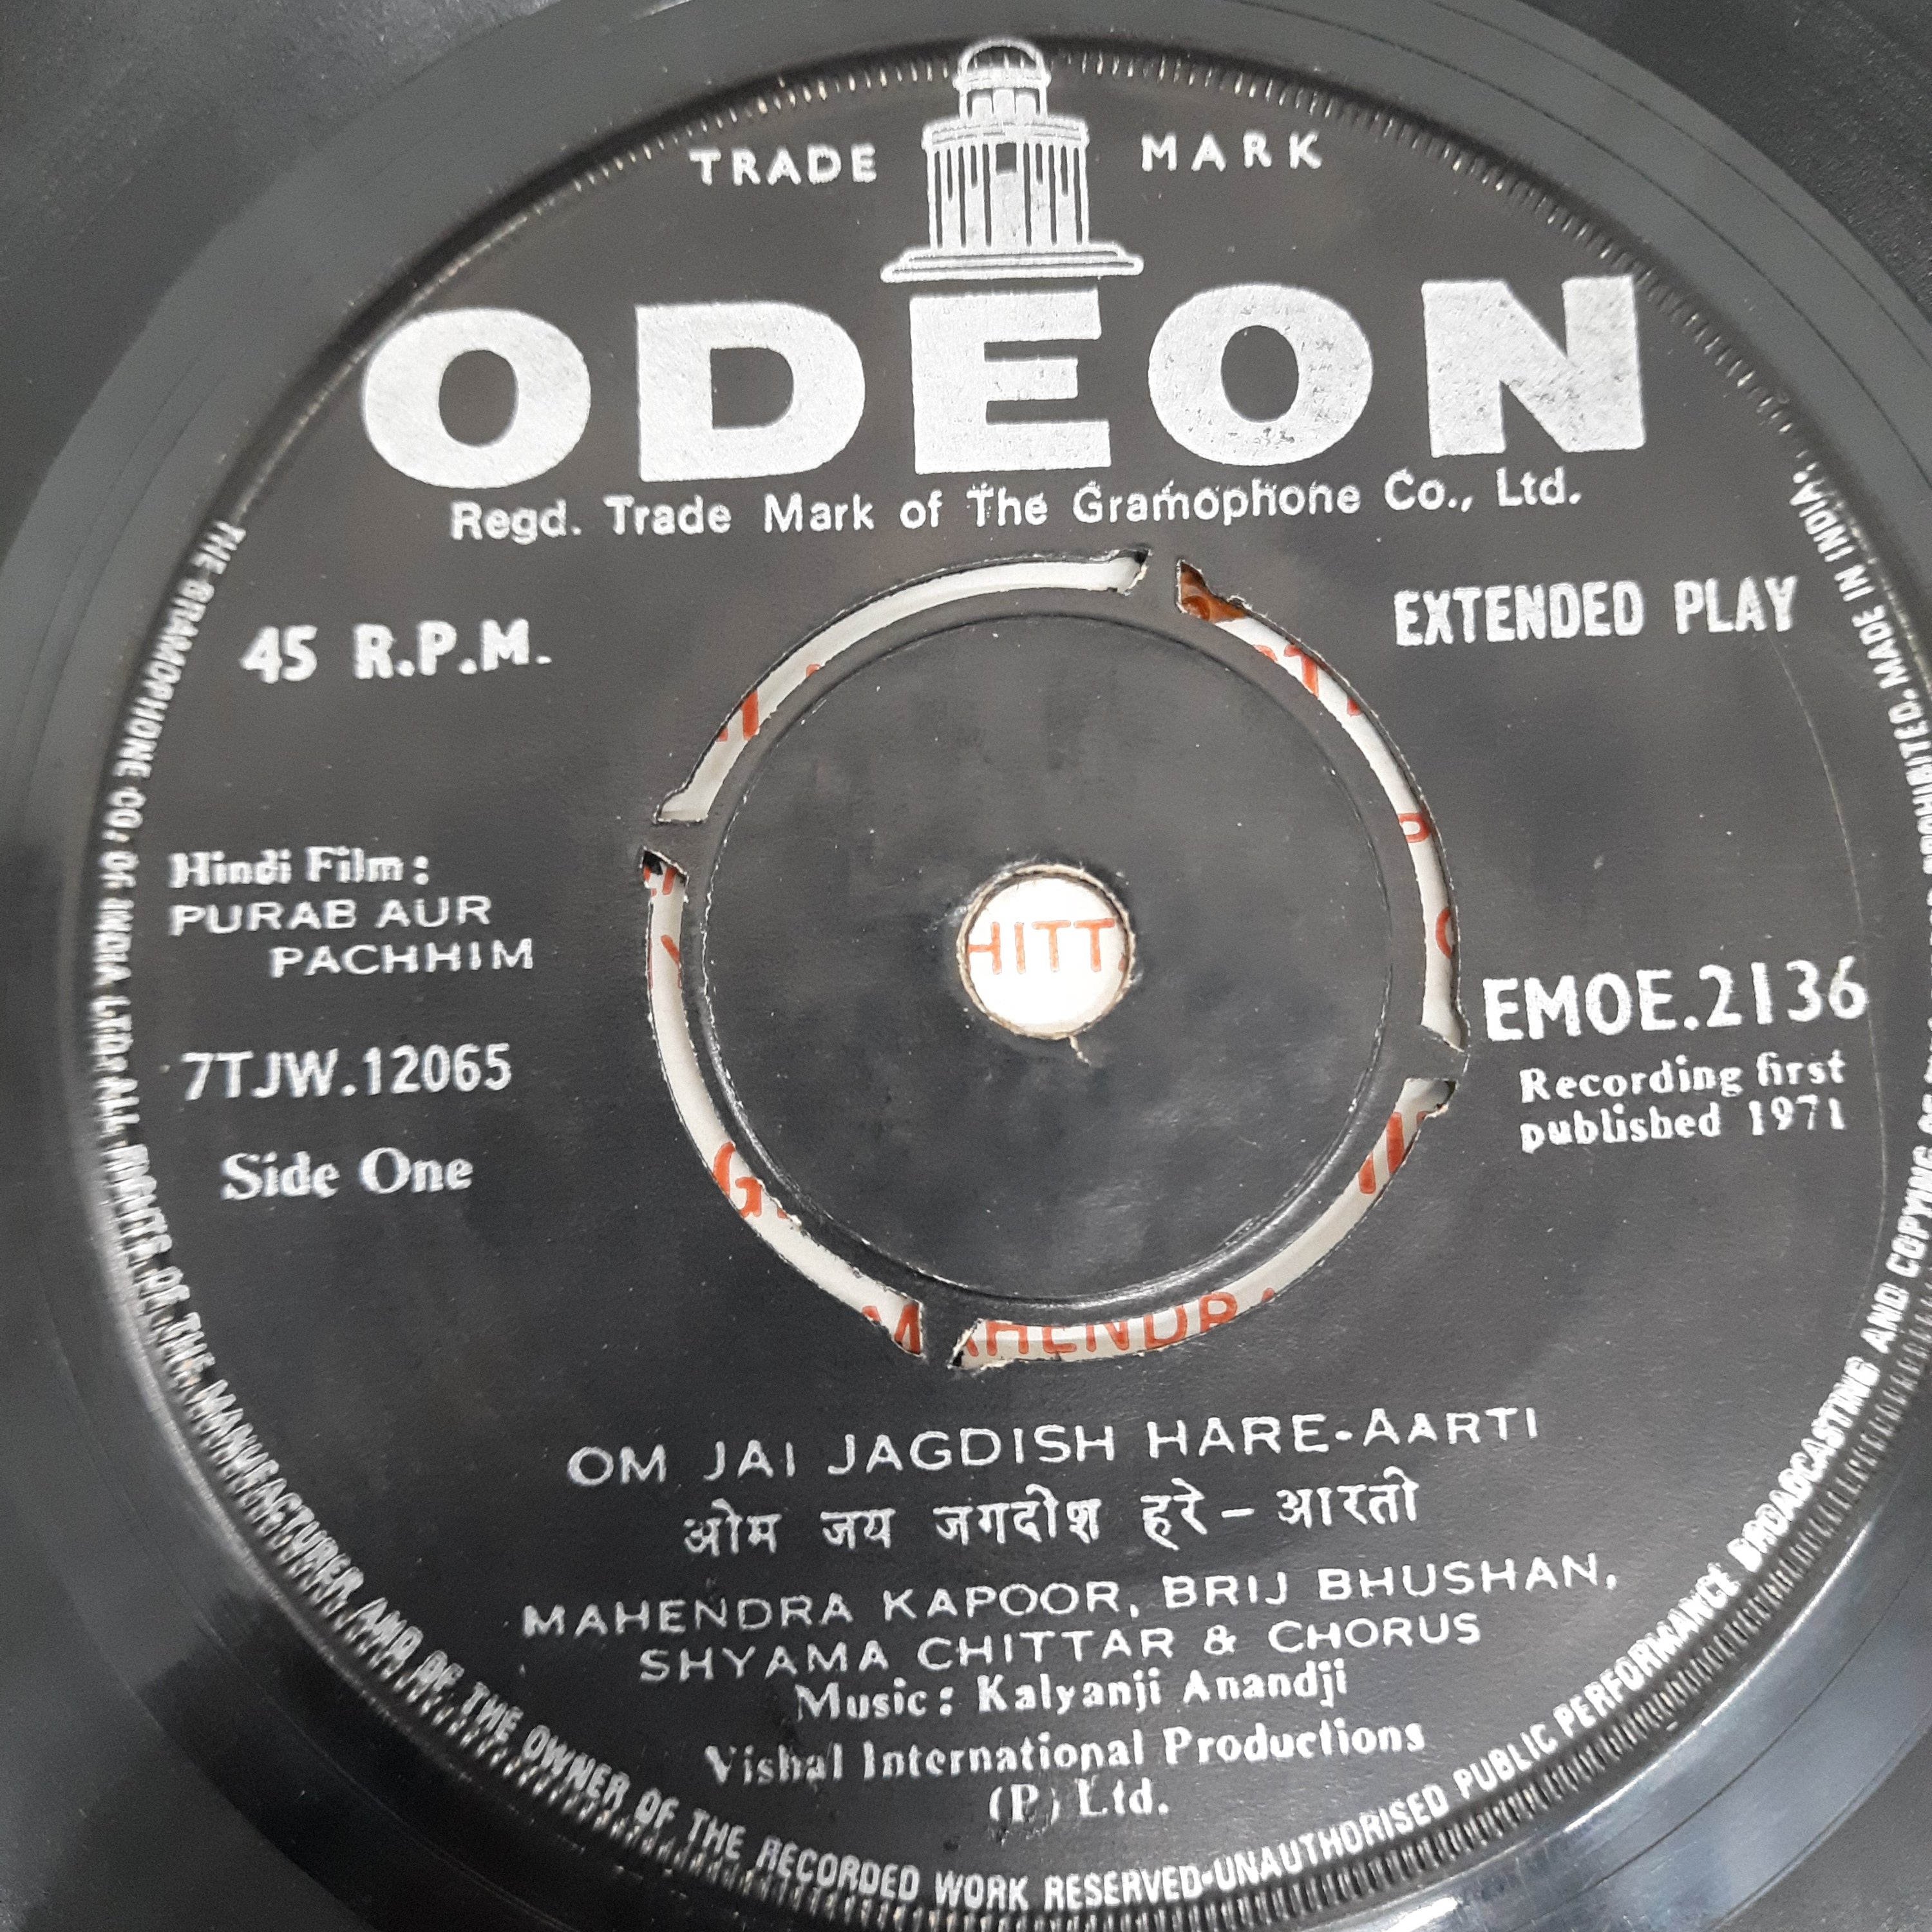 TRADE MARK
ODEON
Regd. Trade Mark of The Gramophone Co., Ltd.
45 R.P.M.
EXTENDED PLAY
Hindi Film :
PURAB AUR
PACHHIM
7TJW.12065
Side One
HITT
EMOE.2136
Recording first
published 1971
MAHENDRA
OM JAI JAGDISH HARE-AARTI
ओम जय जगदीश हरे - आरती
MAHENDRA KAPOOR, BRIJ BHUSHAN,
SHYAMA CHITTAR & CHORUS
Music : Kalyanji Anandji
Vishal International Productions
(P) Ltd.
THE GRAMOPHONE CO., OF INDIA LTD. ALL RIGHTS OF THE MANUFACTURER AND OF THE OWNER OF THE RECORDED WORK RESERVED-UNAUTHORISED PUBLIC PERFORMANCE BROADCASTING AND COPYING PROHIBITED. MADE IN INDIA.